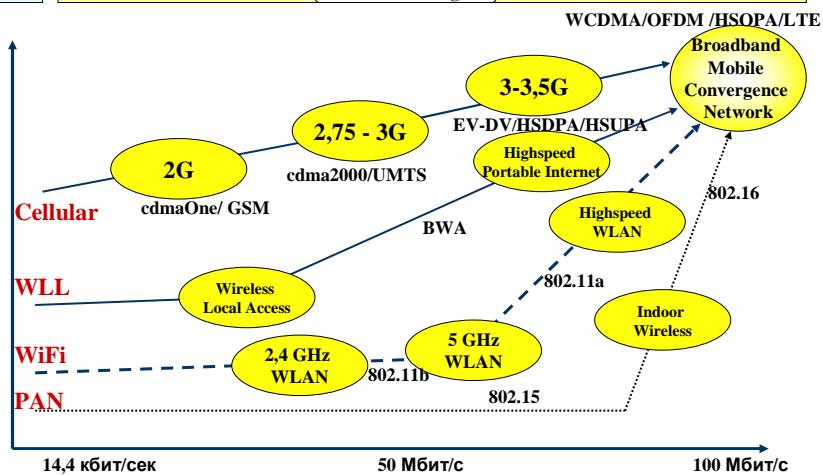 WCDMA/OFDM /HSOPA/LTE
Broadband
Mobile
Convergence
Network
3-3,5G
EV-DV/HSDPA/HSUPA
2,75 - 3G
cdma2000/UMTS
Highspeed
Portable Internet
2G
cdmaOne/ GSM
Cellular
802.16
Highspeed
WLAN
BWA
WLL
Wireless
Local Access
802.11a
Indoor
Wireless
WiFi
2,4 GHz
WLAN
802.11b
5 GHz
WLAN
PAN
802.15
14,4 кбит/сек
50 Мбит/с
100 Мбит/с